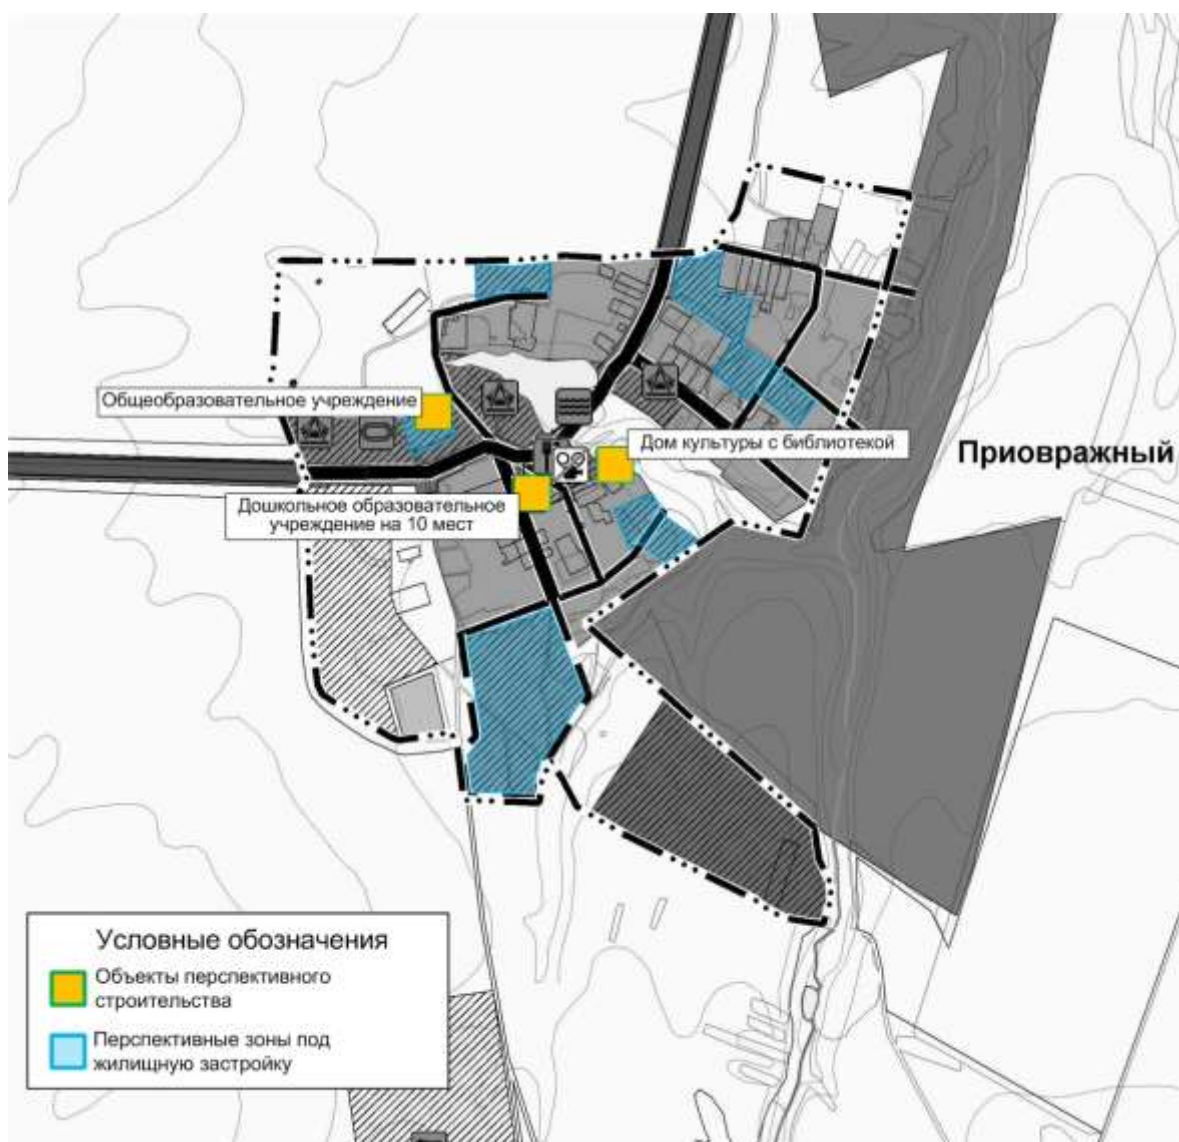 Общеобразовательное учреждение
Дом культуры с библиотекой
Приовражный
Дошкольное образовательное
учреждение на 10 мест
Условные обозначения
Объекты перспективного
строительства
Перспективные зоны под
жилищную застройку